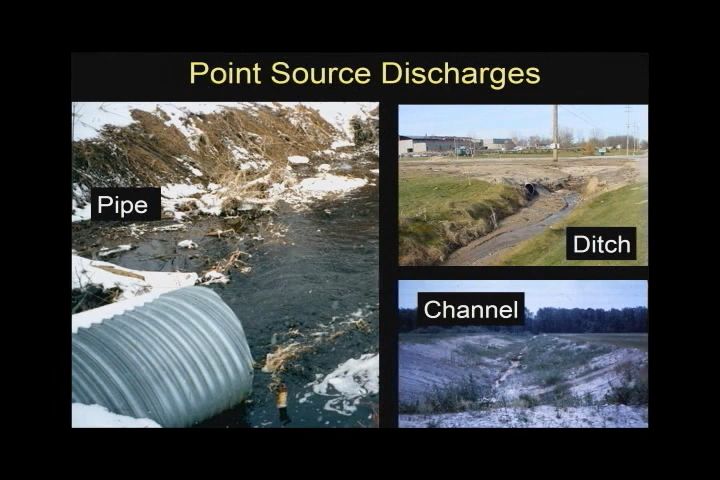 Point Source Discharges
Pipe
Ditch
Channel